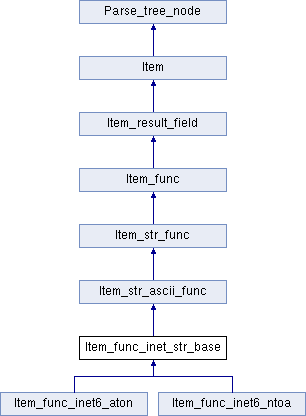 Parse_tree_node
Item
Item_result_field
Item_func
Item_str_func
Item_str_ascii_func
Item_func_inet_str_base
Item_func_inet6_aton
Item_func_inet6_ntoa